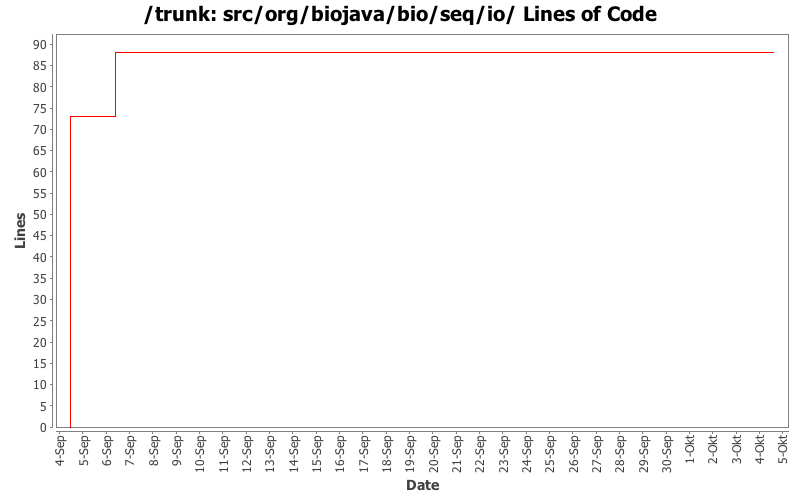 /trunk: src/org/biojava/bio/seq/io/ Lines of Code
90
85
80
75
70
65
60
55
50
45
40
35
30
25
20
15
10
5
0
Lines
4-Sep
5-Sep
6-Sep
7-Sep
8-Sep
9-Sep
10-Sep
11-Sep
12-Sep
13-Sep
14-Sep
15-Sep
16-Sep
17-Sep
18-Sep
19-Sep
20-Sep
21-Sep
22-Sep
23-Sep
24-Sep
25-Sep
26-Sep
27-Sep
28-Sep
29-Sep
30-Sep
1-Okt
2-Okt
3-Okt
4-Okt
5-Okt
Date